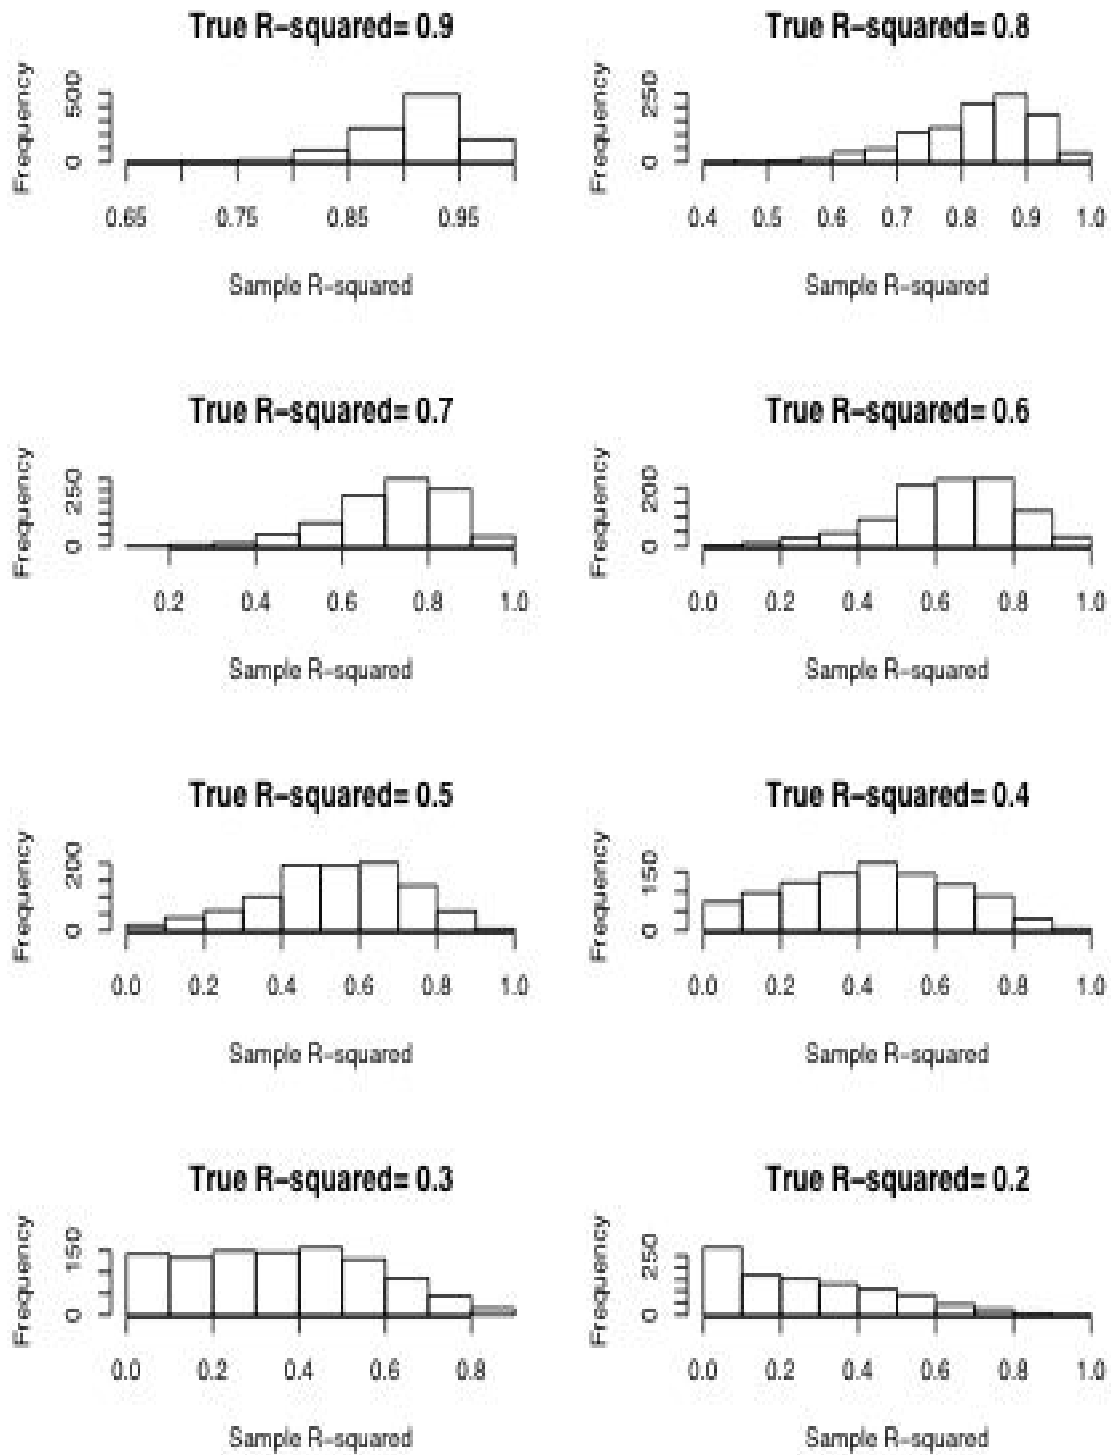 True R-squared= 0.9
Frequency
0 500
0.65 0.75 0.85 0.95
Sample R-squared
True R-squared= 0.8
Frequency
0 250
0.4 0.5 0.6 0.7 0.8 0.9 1.0
Sample R-squared
True R-squared= 0.7
Frequency
0 250
0.2 0.4 0.6 0.8 1.0
Sample R-squared
True R-squared= 0.6
Frequency
0 200
0.0 0.2 0.4 0.6 0.8 1.0
Sample R-squared
True R-squared= 0.5
Frequency
0 200
0.0 0.2 0.4 0.6 0.8 1.0
Sample R-squared
True R-squared= 0.4
Frequency
0 150
0.0 0.2 0.4 0.6 0.8 1.0
Sample R-squared
True R-squared= 0.3
Frequency
0 150
0.0 0.2 0.4 0.6 0.8
Sample R-squared
True R-squared= 0.2
Frequency
0 250
0.0 0.2 0.4 0.6 0.8 1.0
Sample R-squared